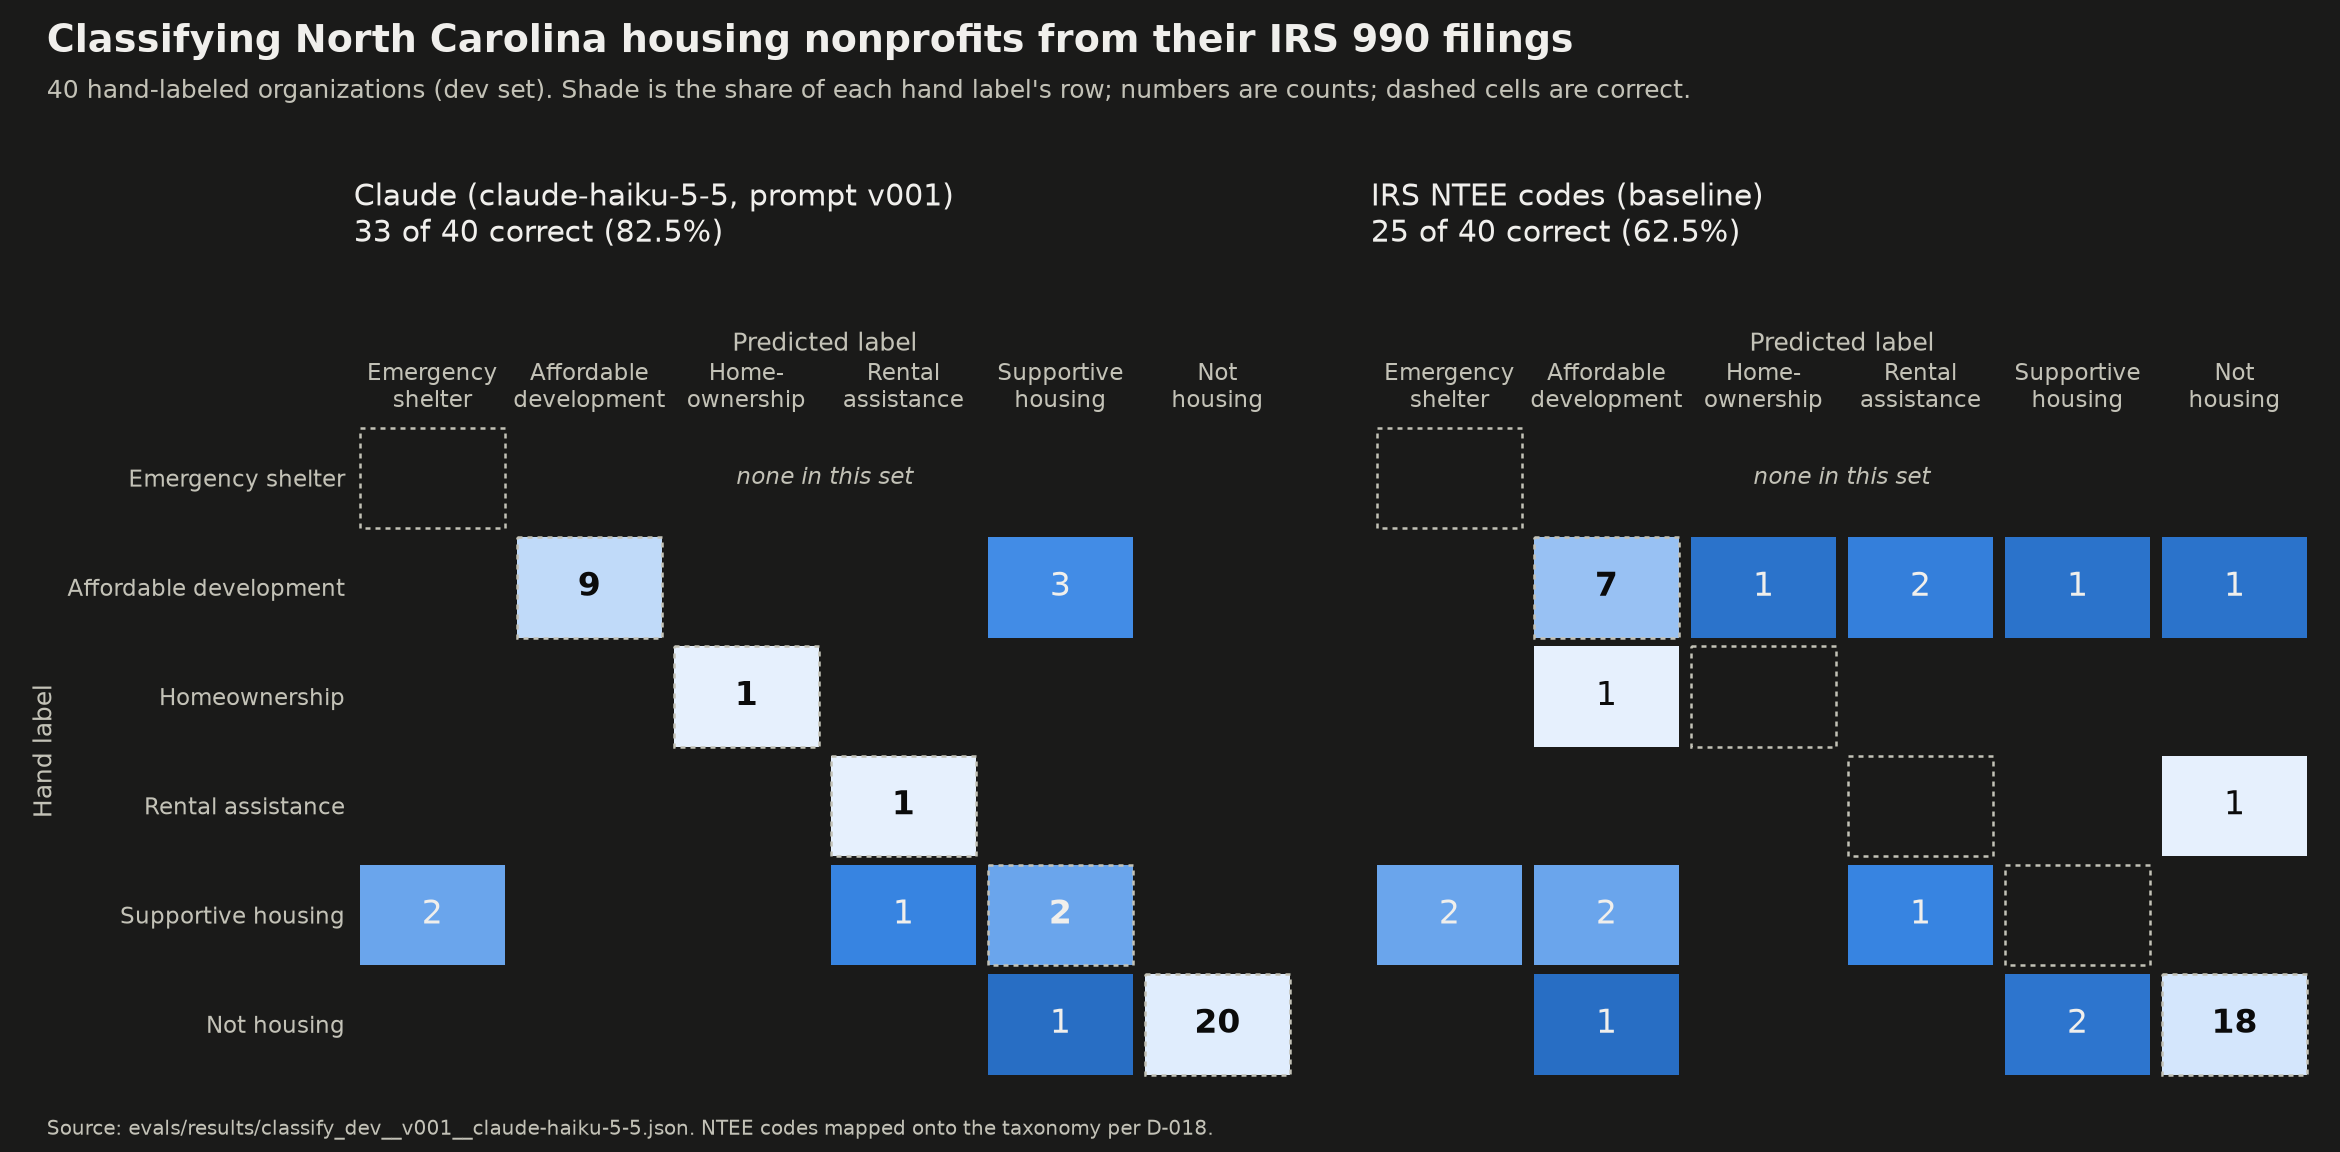 Classifying North Carolina housing nonprofits from their IRS 990 filings
40 hand-labeled organizations (dev set). Shade is the share of each hand label's row; numbers are counts; dashed cells are correct.
Claude (claude-haiku-5-5, prompt v001)
33 of 40 correct (82.5%)
Predicted label
Emergency shelter
Affordable development
Home-ownership
Rental assistance
Supportive housing
Not housing
Hand label
Emergency shelter none in this set
Affordable development 9 3
Homeownership 1
Rental assistance 1
Supportive housing 2 1 2
Not housing 1 20
IRS NTEE codes (baseline)
25 of 40 correct (62.5%)
Predicted label
Emergency shelter
Affordable development
Home-ownership
Rental assistance
Supportive housing
Not housing
none in this set
7 1 2 1 1
1
1
2 2 1
1 2 18
Source: evals/results/classify_dev__v001__claude-haiku-5-5.json. NTEE codes mapped onto the taxonomy per D-018.